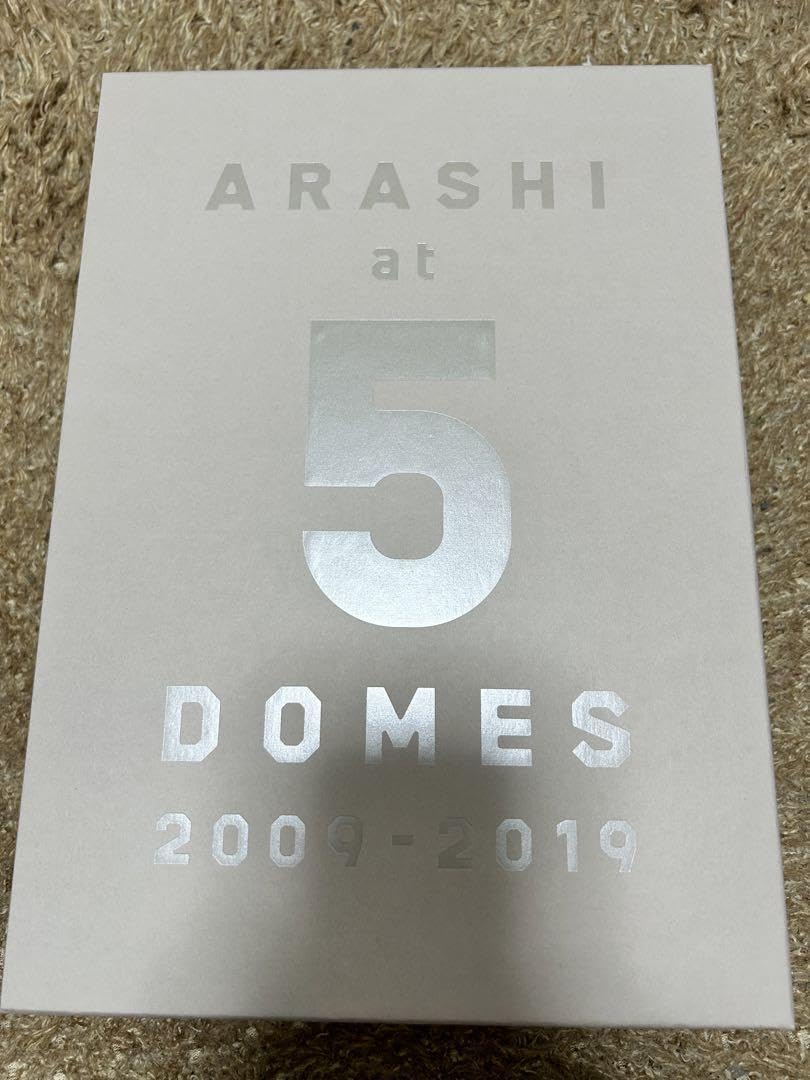 ARASHI
at
5
DOMES
2009-2019